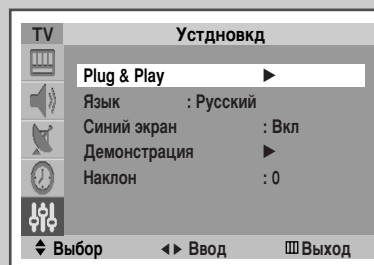 TV Устдновкд
Plug & Play ▶
Язык : Русский
Синий экран : Вкл
Демонстрация ▶
Наклон : 0
Выбор Ввод Выход